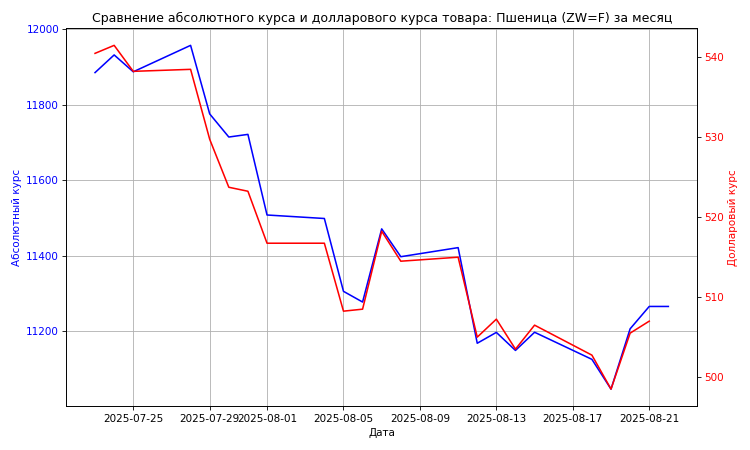 Сравнение абсолютного курса и долларового курса товара: Пшеница (ZW=F) за месяц
12000
11800
11600
11400
11200
Абсолютный курс
540
530
520
510
500
Долларовый курс
2025-07-25 2025-07-29 2025-08-01 2025-08-05 2025-08-09 2025-08-13 2025-08-17 2025-08-21
Дата